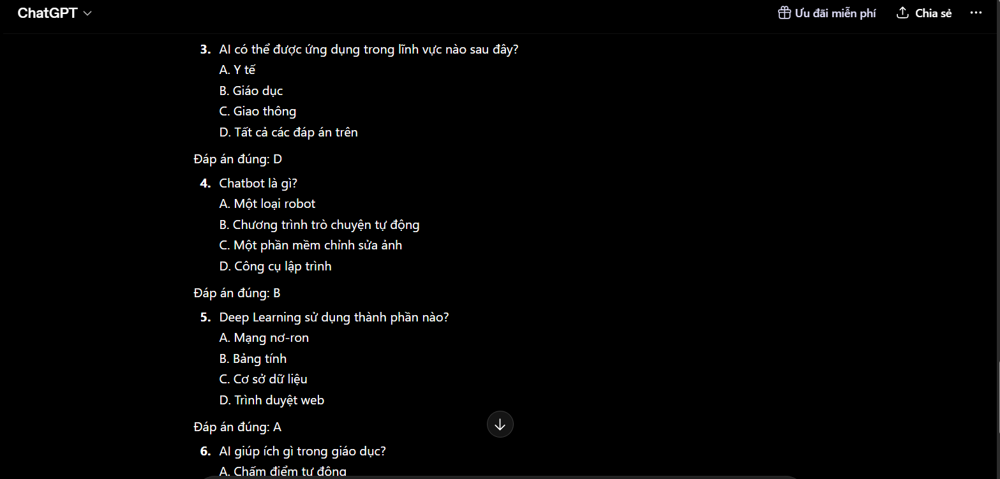 ChatGPT
Ưu đãi miễn phí
Chia sẻ
3. AI có thể được ứng dụng trong lĩnh vực nào sau đây?
A. Y tế
B. Giáo dục
C. Giao thông
D. Tất cả các đáp án trên
Đáp án đúng: D
4. Chatbot là gì?
A. Một loại robot
B. Chương trình trò chuyện tự động
C. Một phần mềm chỉnh sửa ảnh
D. Công cụ lập trình
Đáp án đúng: B
5. Deep Learning sử dụng thành phần nào?
A. Mạng nơ-ron
B. Bảng tính
C. Cơ sở dữ liệu
D. Trình duyệt web
Đáp án đúng: A
6. AI giúp ích gì trong giáo dục?
A. Chấm điểm tự động